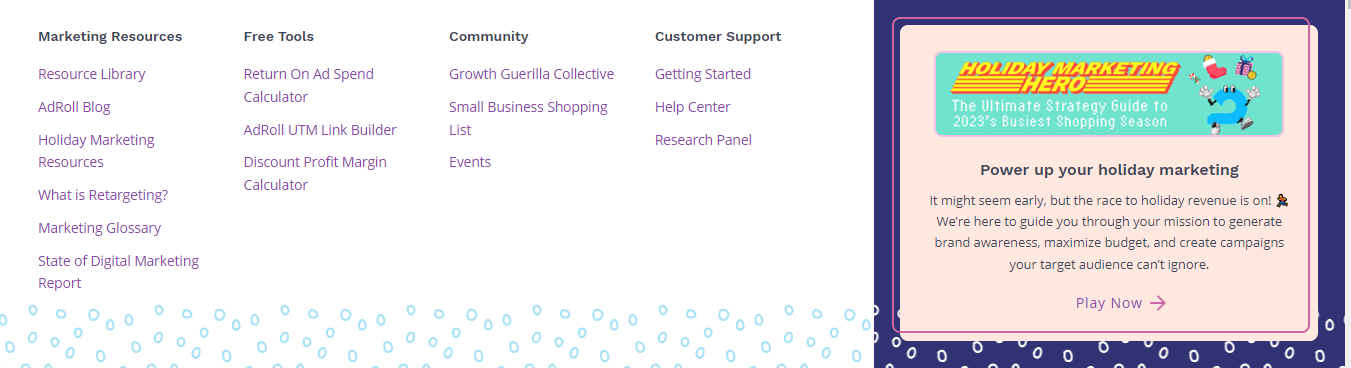 Marketing Resources
Resource Library
AdRoll Blog
Holiday Marketing
Resources
What is Retargeting?
Marketing Glossary
State of Digital Marketing
Report
Free Tools
Return On Ad Spend
Calculator
AdRoll UTM Link Builder
Discount Profit Margin
Calculator
Community
Growth Guerilla Collective
Small Business Shopping
List
Events
Customer Support
Getting Started
Help Center
Research Panel
HOLIDAY MARKETING
HERO
The Ultimate Strategy Guide to
2023's Busiest Shopping Season
Power up your holiday marketing
It might seem early, but the race to holiday revenue is on!
We’re here to guide you through your mission to generate
brand awareness, maximize budget, and create campaigns
your target audience can’t ignore.
Play Now